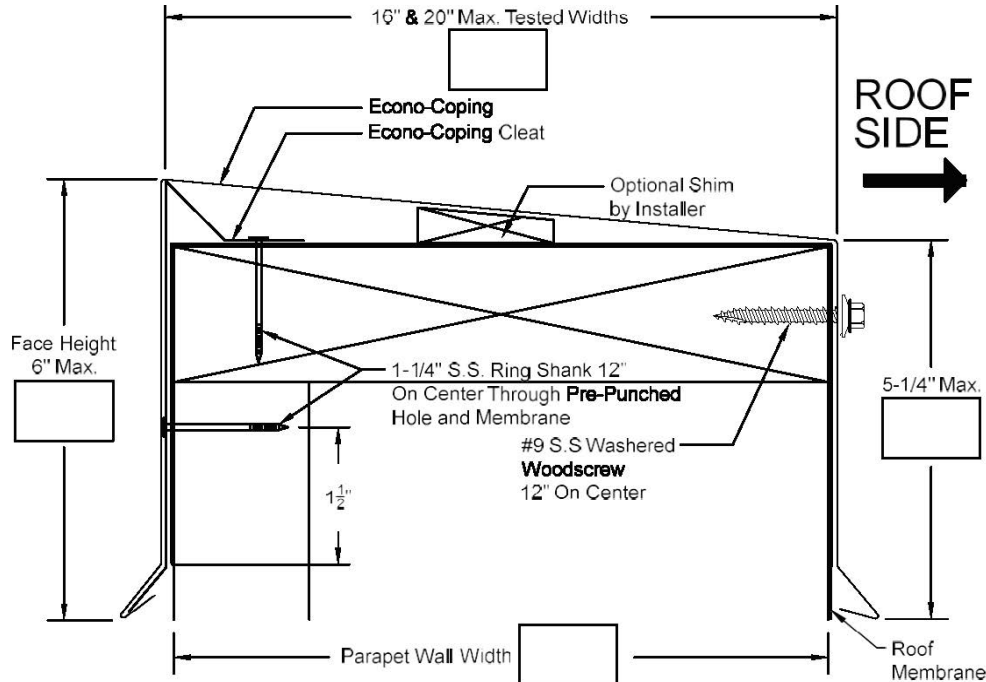 16" & 20" Max. Tested Widths
ROOF
SIDE
Econo-Coping
Econo-Coping Cleat
Optional Shim
by Installer
Face Height
6" Max.
1-1/4" S.S. Ring Shank 12"
On Center Through Pre-Punched
Hole and Membrane
5-1/4" Max.
#9 S.S Washered
Woodscrew
12" On Center
1½"
Parapet Wall Width
Roof
Membrane